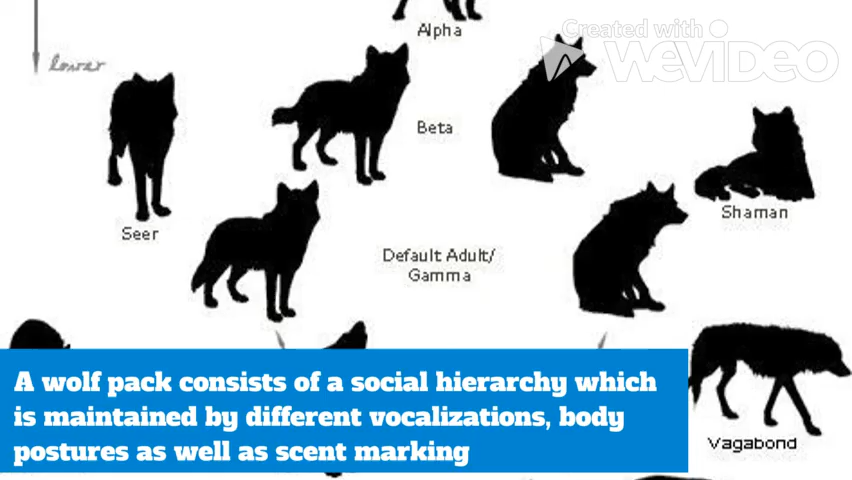 Created with
WEVIDEO
Alpha
lower
Beta
Shaman
Seer
Default Adult/
Gamma
A wolf pack consists of a social hierarchy which
is maintained by different vocalizations, body
postures as well as scent marking
Vagabond